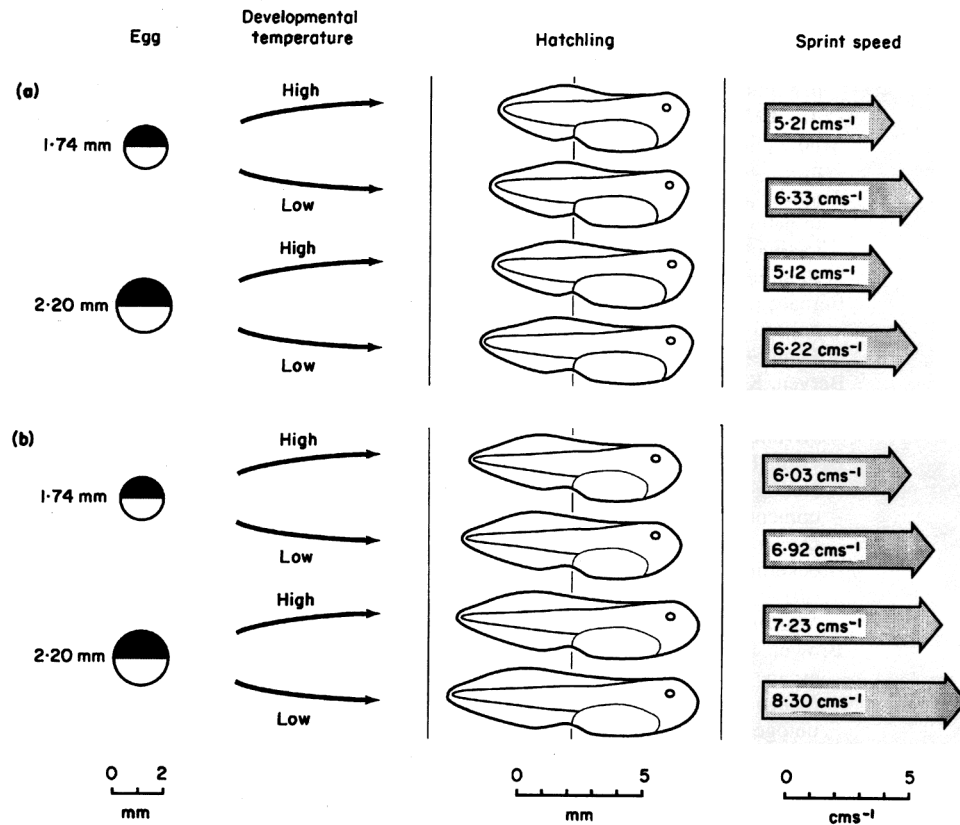 Egg
Developmental
temperature
Hatchling
Sprint speed
(a)
1·74 mm
High
Low
5·21 cms⁻¹
6·33 cms⁻¹
2·20 mm
High
Low
5·12 cms⁻¹
6·22 cms⁻¹
(b)
1·74 mm
High
Low
6·03 cms⁻¹
6·92 cms⁻¹
2·20 mm
High
Low
7·23 cms⁻¹
8·30 cms⁻¹
0 2
mm
0 5
mm
0 5
cms⁻¹